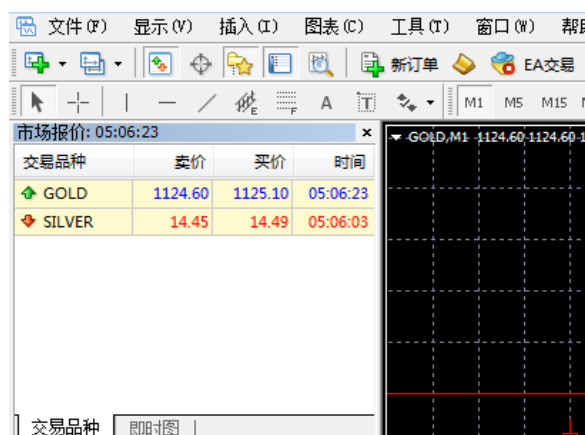 文件(F) 显示(V) 插入(I) 图表(C) 工具(T) 窗口(W)
新订单 EA交易
E F A T M1 M5 M15
市场报价: 05:06:23
GOLD,M1 1124.60 1124.60
交易品种 卖价 买价 时间
GOLD 1124.60 1125.10 05:06:23
SILVER 14.45 14.49 05:06:03
交易品种 即时图